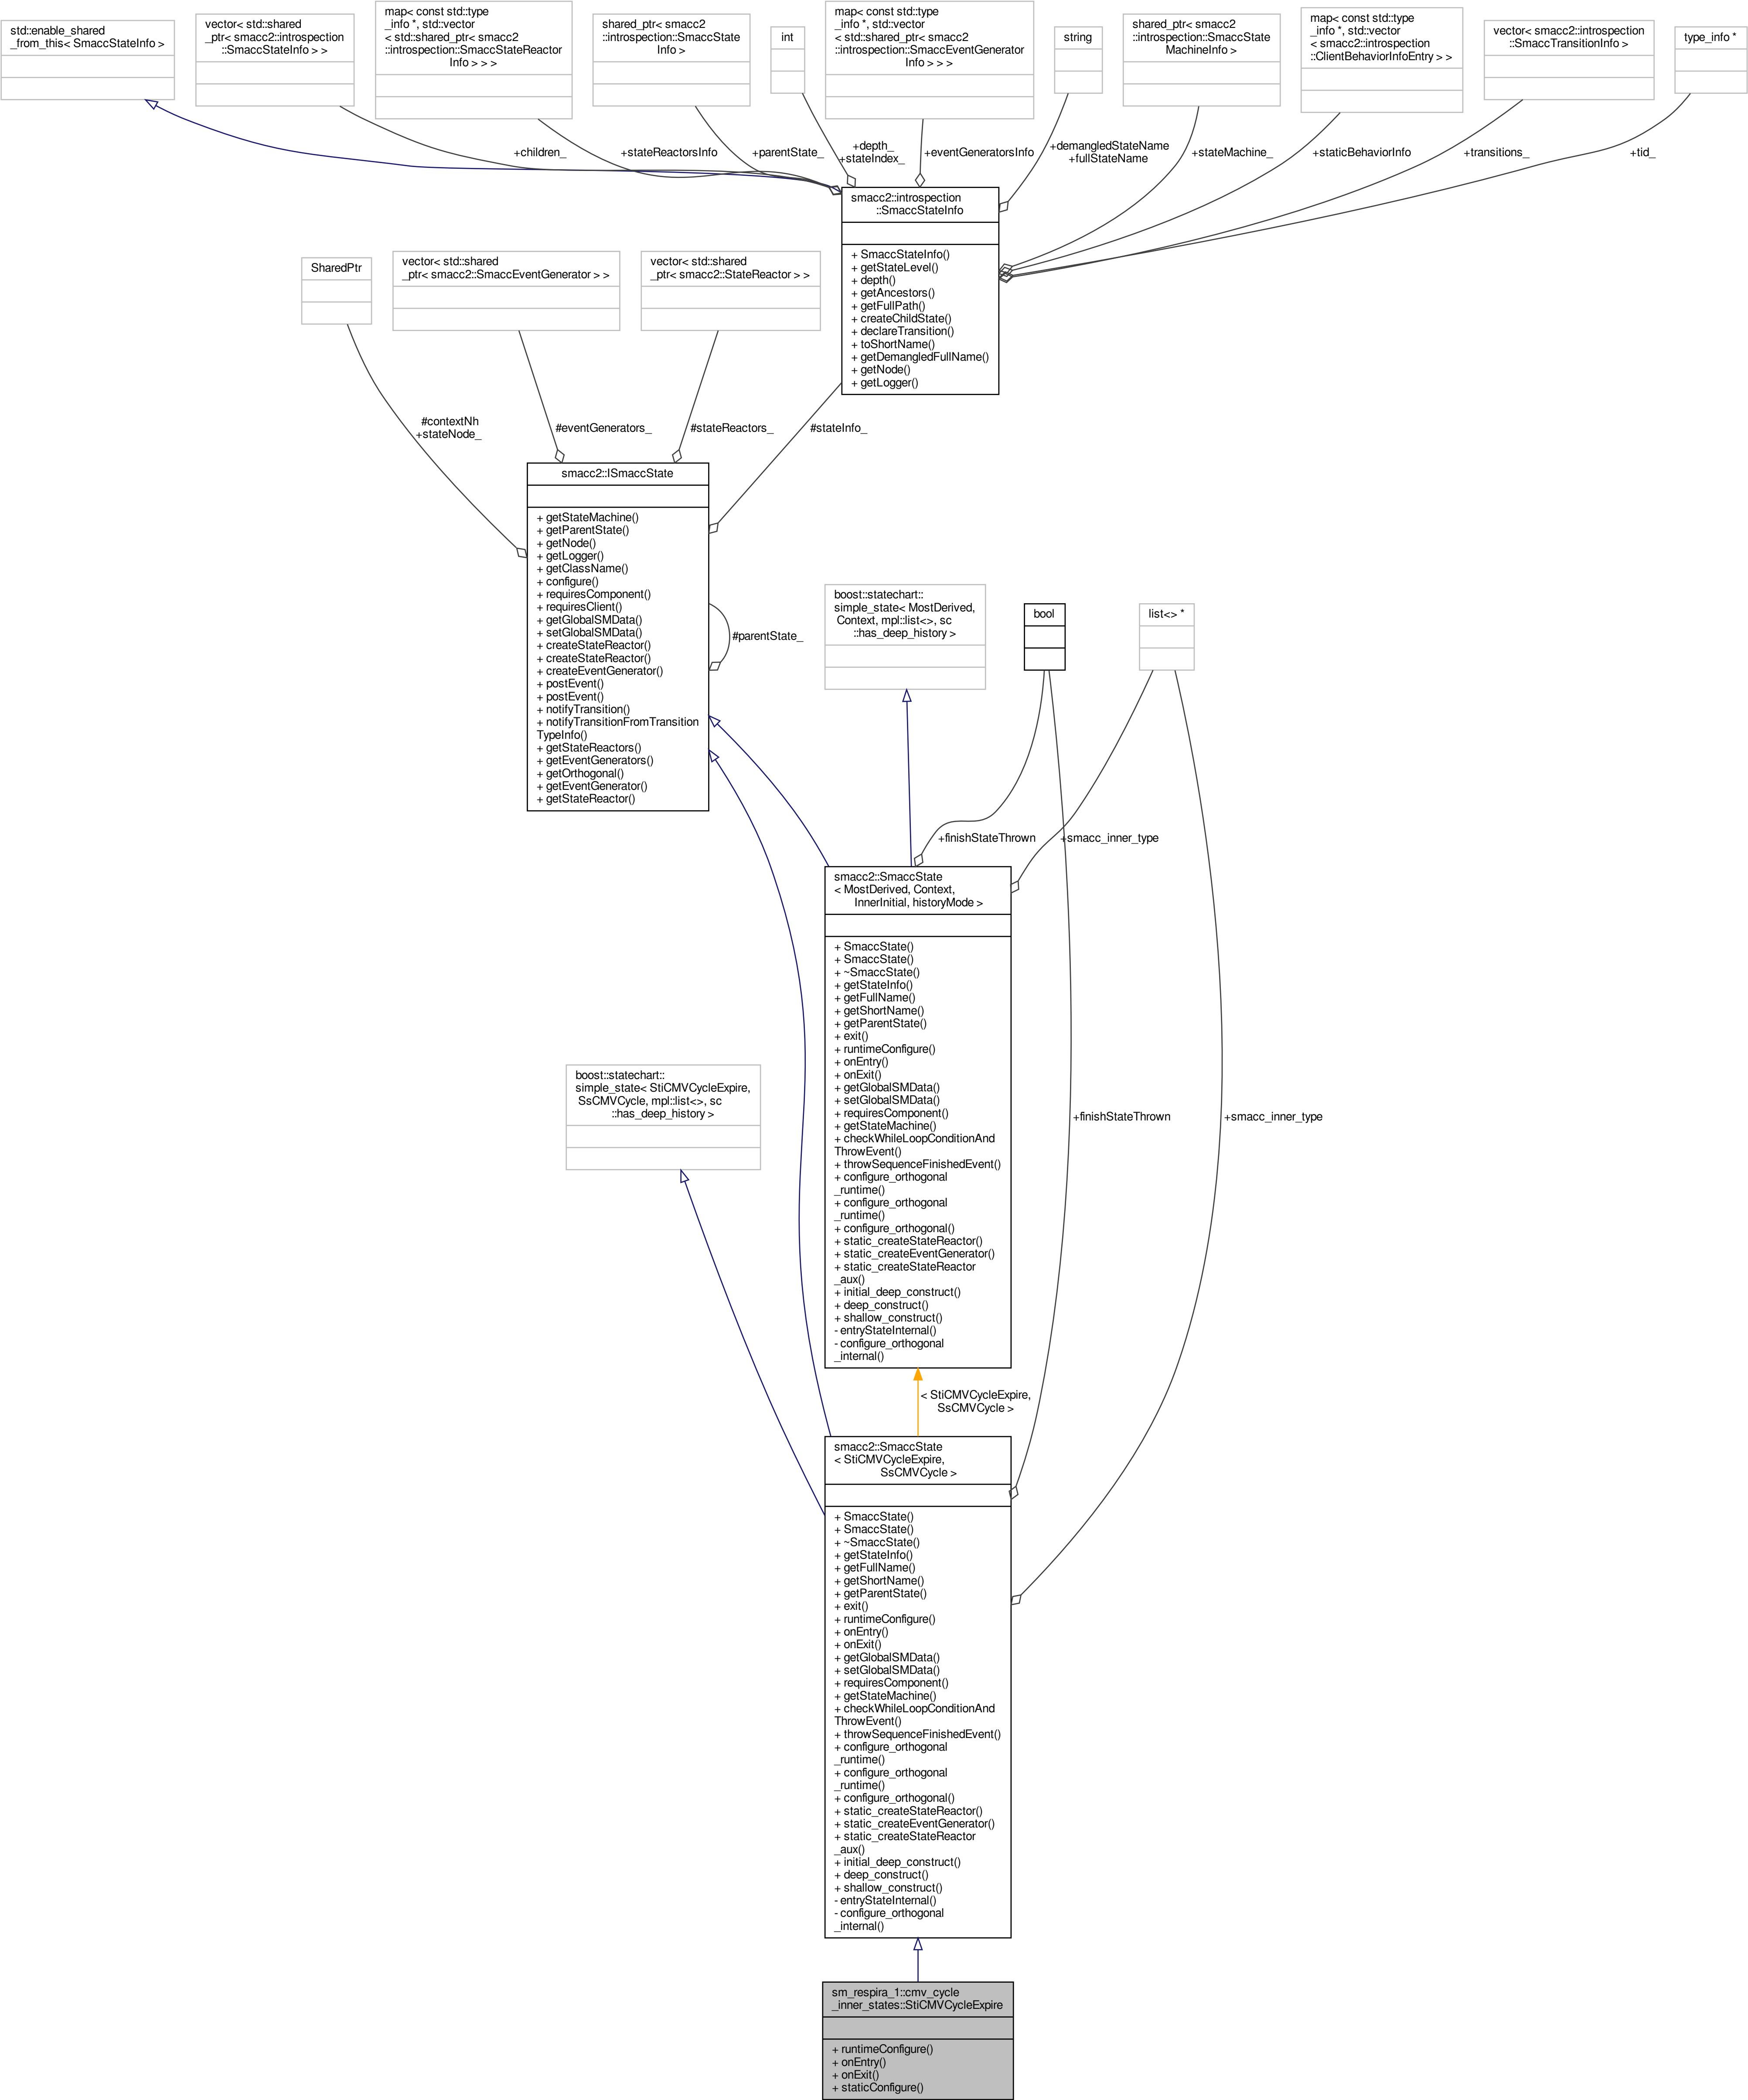 std::enable_shared
_from_this< SmaccStateInfo >
vector< std::shared
_ptr< smacc2::introspection
::SmaccStateInfo > >
map< const std::type
_info *, std::vector
< std::shared_ptr< smacc2
::introspection::SmaccStateReactor
Info > > >
shared_ptr< smacc2
::introspection::SmaccState
Info >
int
map< const std::type
_info *, std::vector
< std::shared_ptr< smacc2
::introspection::SmaccEventGenerator
Info > > >
string
shared_ptr< smacc2
::introspection::SmaccState
MachineInfo >
map< const std::type
_info *, std::vector
< smacc2::introspection
::ClientBehaviorInfoEntry > >
vector< smacc2::introspection
::SmaccTransitionInfo >
type_info *
+children_
+stateReactorsInfo
+parentState_
+depth_
+stateIndex_
+eventGeneratorsInfo
+demangledStateName
+fullStateName
+stateMachine_
+staticBehaviorInfo
+transitions_
+tid_
smacc2::introspection
::SmaccStateInfo
+ SmaccStateInfo()
+ getStateLevel()
+ depth()
+ getAncestors()
+ getFullPath()
+ createChildState()
+ declareTransition()
+ toShortName()
+ getDemangledFullName()
+ getNode()
+ getLogger()
SharedPtr
vector< std::shared
_ptr< smacc2::SmaccEventGenerator > >
vector< std::shared
_ptr< smacc2::StateReactor > >
#contextNh
+stateNode_
#eventGenerators_
#stateReactors_
#stateInfo_
smacc2::ISmaccState
+ getStateMachine()
+ getParentState()
+ getNode()
+ getLogger()
+ getClassName()
+ configure()
+ requiresComponent()
+ requiresClient()
+ getGlobalSMData()
+ setGlobalSMData()
+ createStateReactor()
+ createStateReactor()
+ createEventGenerator()
+ postEvent()
+ postEvent()
+ notifyTransition()
+ notifyTransitionFromTransition
TypeInfo()
+ getStateReactors()
+ getEventGenerators()
+ getOrthogonal()
+ getEventGenerator()
+ getStateReactor()
#parentState_
boost::statechart::
simple_state< MostDerived,
Context, mpl::list<>, sc
::has_deep_history >
bool
list<> *
+finishStateThrown
+smacc_inner_type
smacc2::SmaccState
< MostDerived, Context,
InnerInitial, historyMode >
+ SmaccState()
+ SmaccState()
+ ~SmaccState()
+ getStateInfo()
+ getFullName()
+ getShortName()
+ getParentState()
+ exit()
+ runtimeConfigure()
+ onEntry()
+ onExit()
+ getGlobalSMData()
+ setGlobalSMData()
+ requiresComponent()
+ getStateMachine()
+ checkWhileLoopConditionAnd
ThrowEvent()
+ throwSequenceFinishedEvent()
+ configure_orthogonal
_runtime()
+ configure_orthogonal
_runtime()
+ configure_orthogonal()
+ static_createStateReactor()
+ static_createEventGenerator()
+ static_createStateReactor
_aux()
+ initial_deep_construct()
+ deep_construct()
+ shallow_construct()
- entryStateInternal()
- configure_orthogonal
_internal()
boost::statechart::
simple_state< StiCMVCycleExpire,
SsCMVCycle, mpl::list<>, sc
::has_deep_history >
+finishStateThrown
+smacc_inner_type
< StiCMVCycleExpire,
SsCMVCycle >
smacc2::SmaccState
< StiCMVCycleExpire,
SsCMVCycle >
+ SmaccState()
+ SmaccState()
+ ~SmaccState()
+ getStateInfo()
+ getFullName()
+ getShortName()
+ getParentState()
+ exit()
+ runtimeConfigure()
+ onEntry()
+ onExit()
+ getGlobalSMData()
+ setGlobalSMData()
+ requiresComponent()
+ getStateMachine()
+ checkWhileLoopConditionAnd
ThrowEvent()
+ throwSequenceFinishedEvent()
+ configure_orthogonal
_runtime()
+ configure_orthogonal
_runtime()
+ configure_orthogonal()
+ static_createStateReactor()
+ static_createEventGenerator()
+ static_createStateReactor
_aux()
+ initial_deep_construct()
+ deep_construct()
+ shallow_construct()
- entryStateInternal()
- configure_orthogonal
_internal()
sm_respira_1::cmv_cycle
_inner_states::StiCMVCycleExpire
+ runtimeConfigure()
+ onEntry()
+ onExit()
+ staticConfigure()